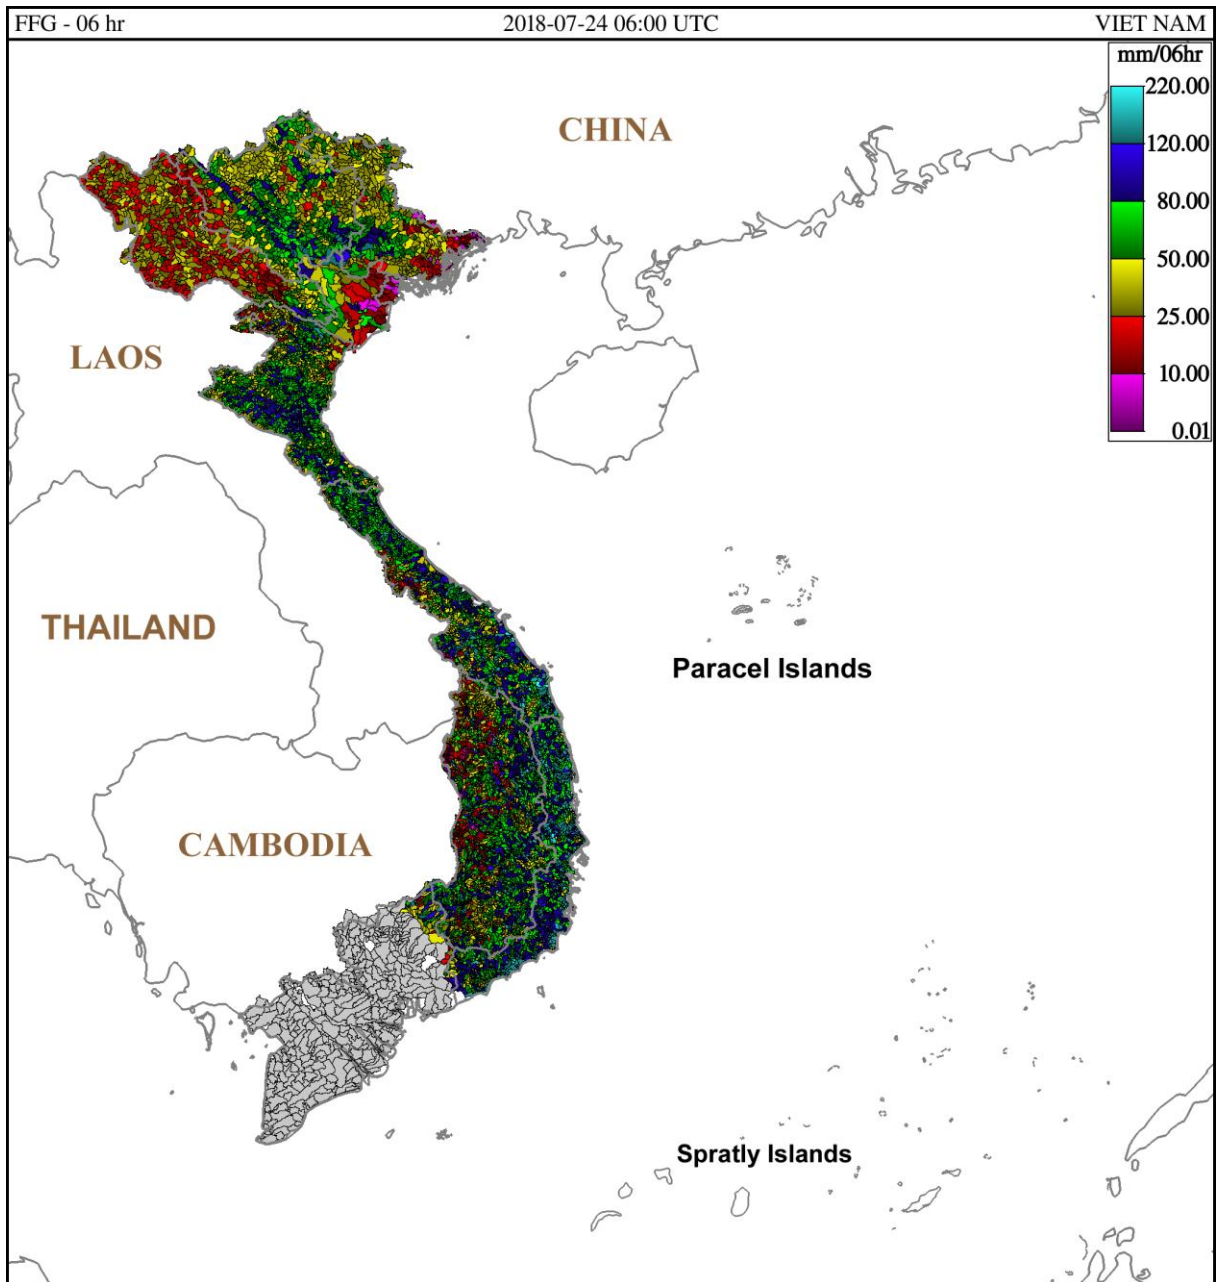 FFG - 06 hr
2018-07-24 06:00 UTC
VIET NAM
mm/06hr
220.00
120.00
80.00
50.00
25.00
10.00
0.01
CHINA
LAOS
THAILAND
Paracel Islands
CAMBODIA
Spratly Islands